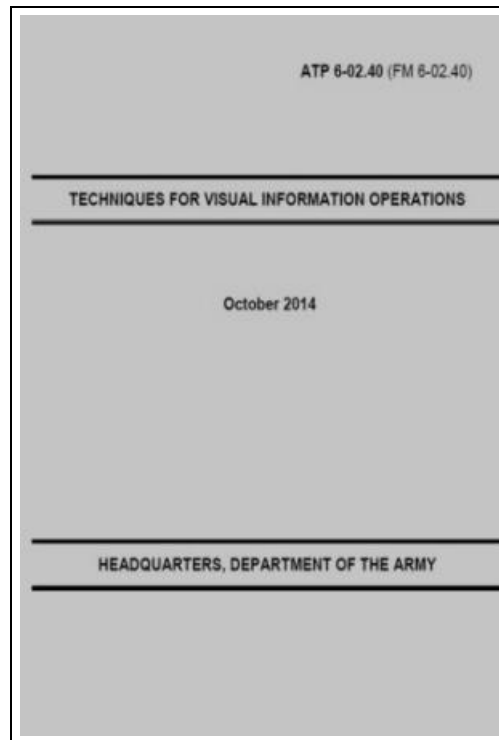 ATP 6-02.40 (FM 6-02.40)
TECHNIQUES FOR VISUAL INFORMATION OPERATIONS
October 2014
HEADQUARTERS, DEPARTMENT OF THE ARMY